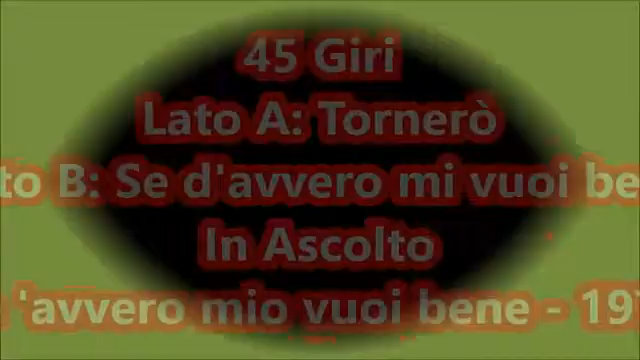 45 Giri
Lato A: Tornerò
to B: Se d'avvero mi vuoi be
In Ascolto
'avvero mio vuoi bene - 19